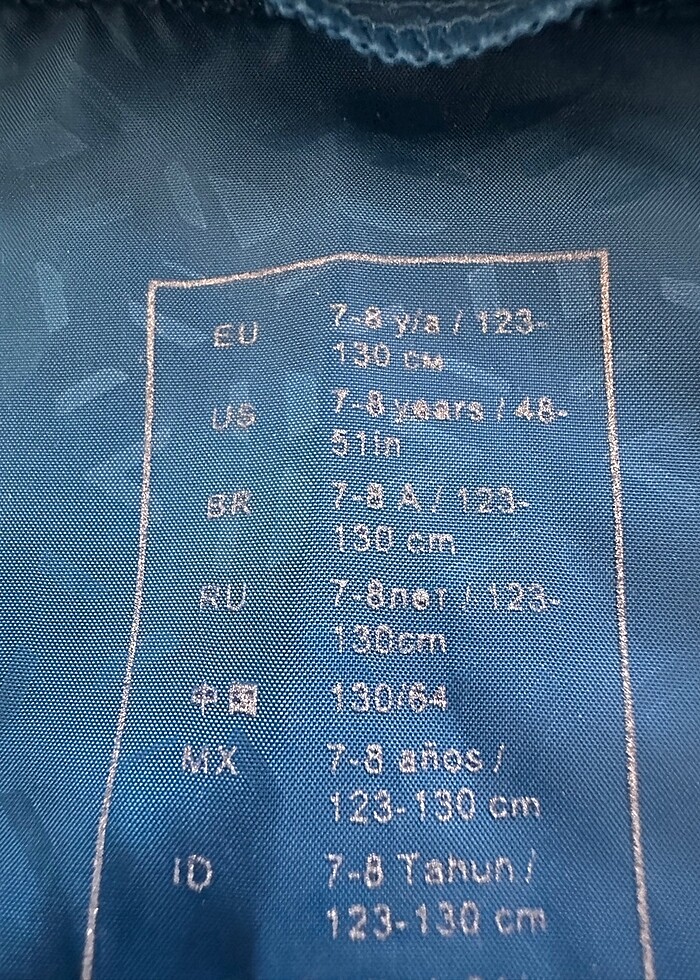 EU 7-8 y/a / 123-
130 см
US 7-8 years / 48-
51in
BR 7-8 A / 123-
130 cm
RU 7-8лет / 123-
130cm
中国 130/64
MX 7-8 años /
123-130 cm
ID 7-8 Tahun /
123-130 cm